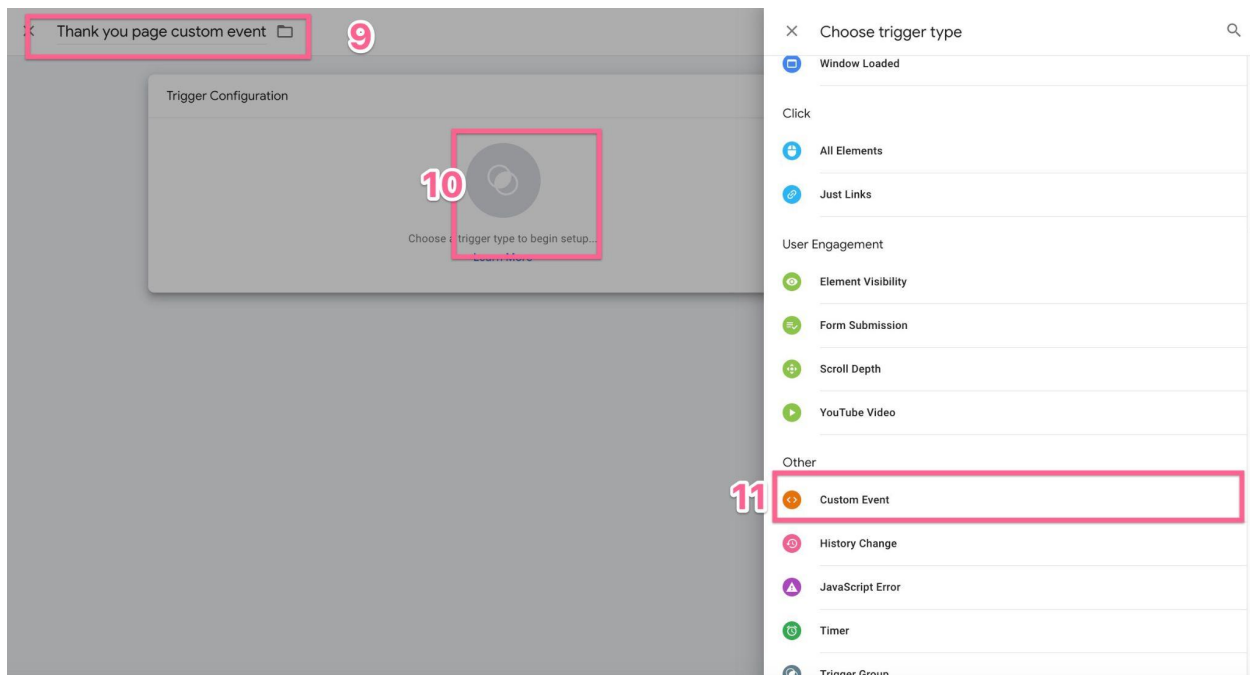 Thank you page custom event
9
Trigger Configuration
10
Choose a trigger type to begin setup...
Learn More
Choose trigger type
Window Loaded
Click
All Elements
Just Links
User Engagement
Element Visibility
Form Submission
Scroll Depth
YouTube Video
Other
11
Custom Event
History Change
JavaScript Error
Timer
Trigger Group